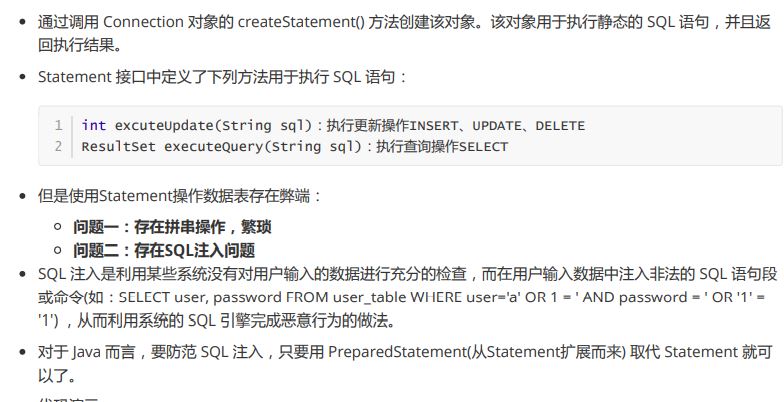 通过调用 Connection 对象的 createStatement() 方法创建该对象。该对象用于执行静态的 SQL 语句，并且返
回执行结果。
Statement 接口中定义了下列方法用于执行 SQL 语句：
1 int excuteUpdate(String sql)：执行更新操作INSERT、UPDATE、DELETE
2 ResultSet executeQuery(String sql)：执行查询操作SELECT
但是使用Statement操作数据表存在弊端：
问题一：存在拼串操作，繁琐
问题二：存在SQL注入问题
SQL 注入是利用某些系统没有对用户输入的数据进行充分的检查，而在用户输入数据中注入非法的 SQL 语句段
或命令(如：SELECT user, password FROM user_table WHERE user='a' OR 1 = ' AND password = ' OR '1' =
'1') ，从而利用系统的 SQL 引擎完成恶意行为的做法。
对于 Java 而言，要防范 SQL 注入，只要用 PreparedStatement(从Statement扩展而来) 取代 Statement 就可
以了。